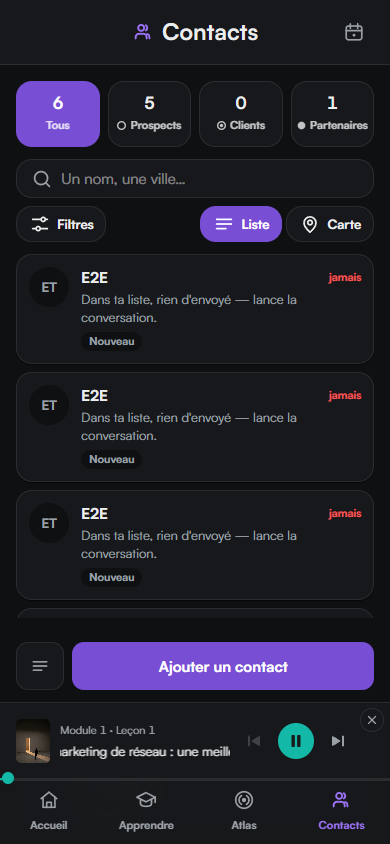 Contacts
6
Tous
5
Prospects
0
Clients
1
Partenaires
Un nom, une ville...
Filtres
Liste
Carte
ET
E2E
jamais
Dans ta liste, rien d'envoyé — lance la
conversation.
Nouveau
ET
E2E
jamais
Dans ta liste, rien d'envoyé — lance la
conversation.
Nouveau
ET
E2E
jamais
Dans ta liste, rien d'envoyé — lance la
conversation.
Nouveau
Ajouter un contact
Module 1 · Leçon 1
arketing de réseau : une meill
Accueil
Apprendre
Atlas
Contacts